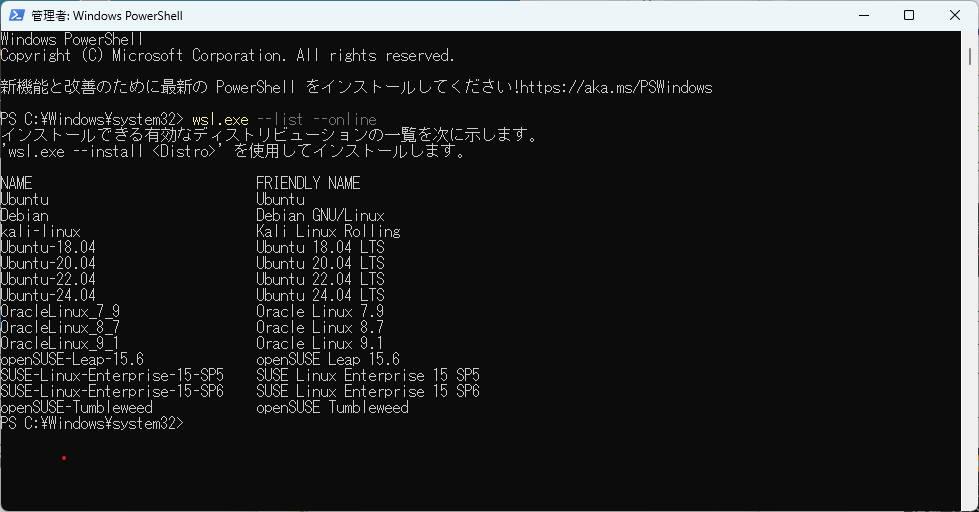 管理者: Windows PowerShell
Windows PowerShell
Copyright (C) Microsoft Corporation. All rights reserved.
新機能と改善のために最新の PowerShell をインストールしてください!https://aka.ms/PSWindows
PS C:¥Windows¥system32> wsl.exe --list --online
インストールできる有効なディストリビューションの一覧を次に示します。
'wsl.exe --install <Distro>' を使用してインストールします。
NAME FRIENDLY NAME
Ubuntu Ubuntu
Debian Debian GNU/Linux
kali-linux Kali Linux Rolling
Ubuntu-18.04 Ubuntu 18.04 LTS
Ubuntu-20.04 Ubuntu 20.04 LTS
Ubuntu-22.04 Ubuntu 22.04 LTS
Ubuntu-24.04 Ubuntu 24.04 LTS
OracleLinux_7_9 Oracle Linux 7.9
OracleLinux_8_7 Oracle Linux 8.7
OracleLinux_9_1 Oracle Linux 9.1
openSUSE-Leap-15.6 openSUSE Leap 15.6
SUSE-Linux-Enterprise-15-SP5 SUSE Linux Enterprise 15 SP5
SUSE-Linux-Enterprise-15-SP6 SUSE Linux Enterprise 15 SP6
openSUSE-Tumbleweed openSUSE Tumbleweed
PS C:¥Windows¥system32>